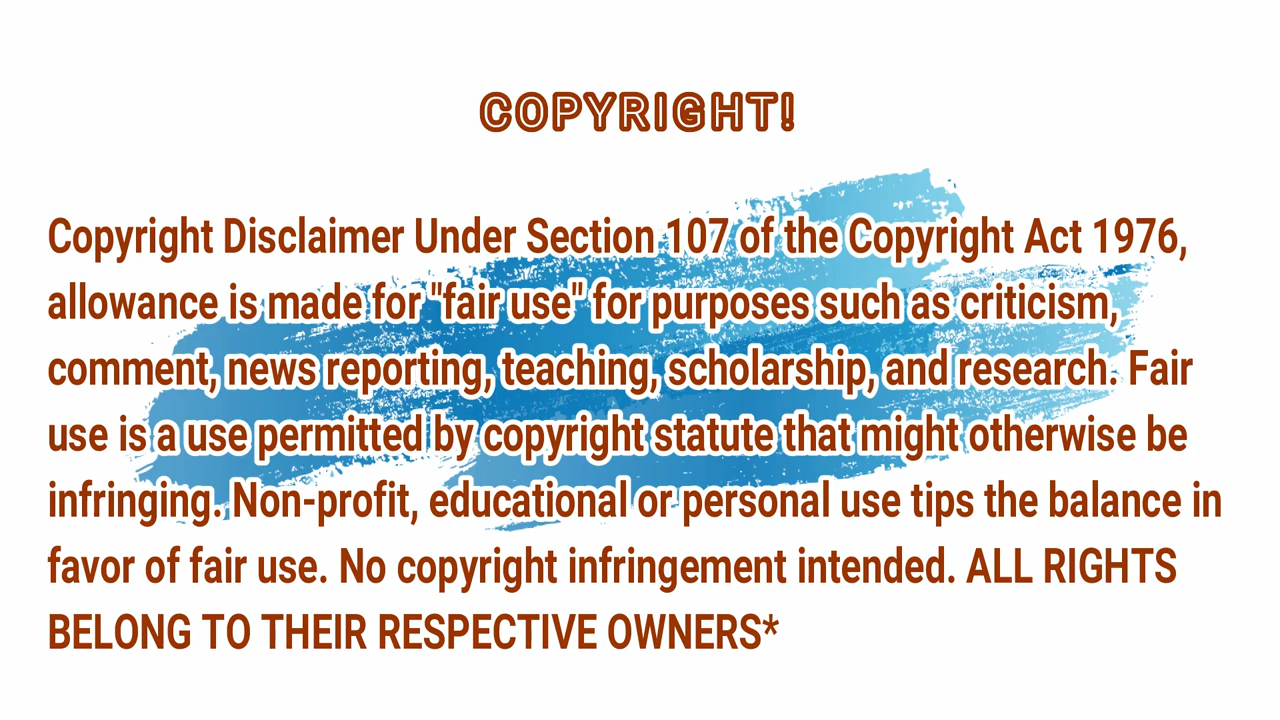 COPYRIGHT!
Copyright Disclaimer Under Section 107 of the Copyright Act 1976,
allowance is made for "fair use" for purposes such as criticism,
comment, news reporting, teaching, scholarship, and research. Fair
use is a use permitted by copyright statute that might otherwise be
infringing. Non-profit, educational or personal use tips the balance in
favor of fair use. No copyright infringement intended. ALL RIGHTS
BELONG TO THEIR RESPECTIVE OWNERS*